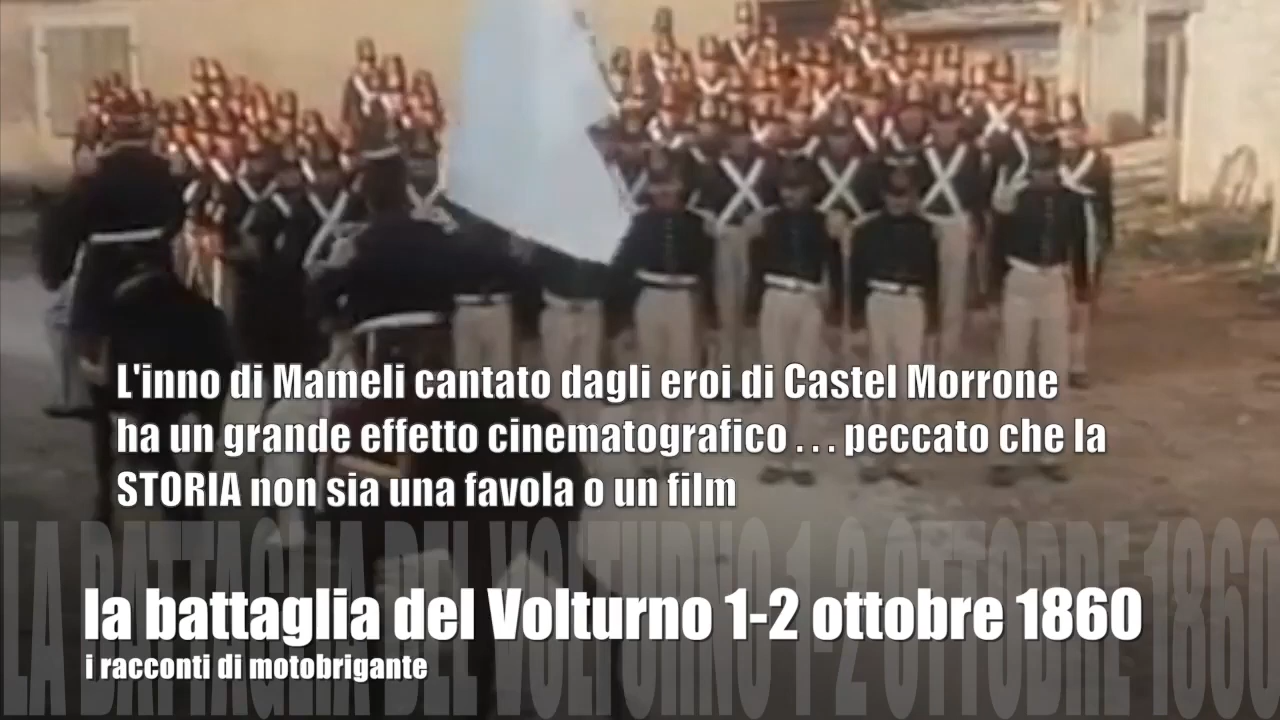 L'inno di Mameli cantato dagli eroi di Castel Morrone
ha un grande effetto cinematografico . . . peccato che la
STORIA non sia una favola o un film
LA BATTAGLIA DEL VOLTURNO 1-2 OTTOBRE 1860
la battaglia del Volturno 1-2 ottobre 1860
i racconti di motobrigante